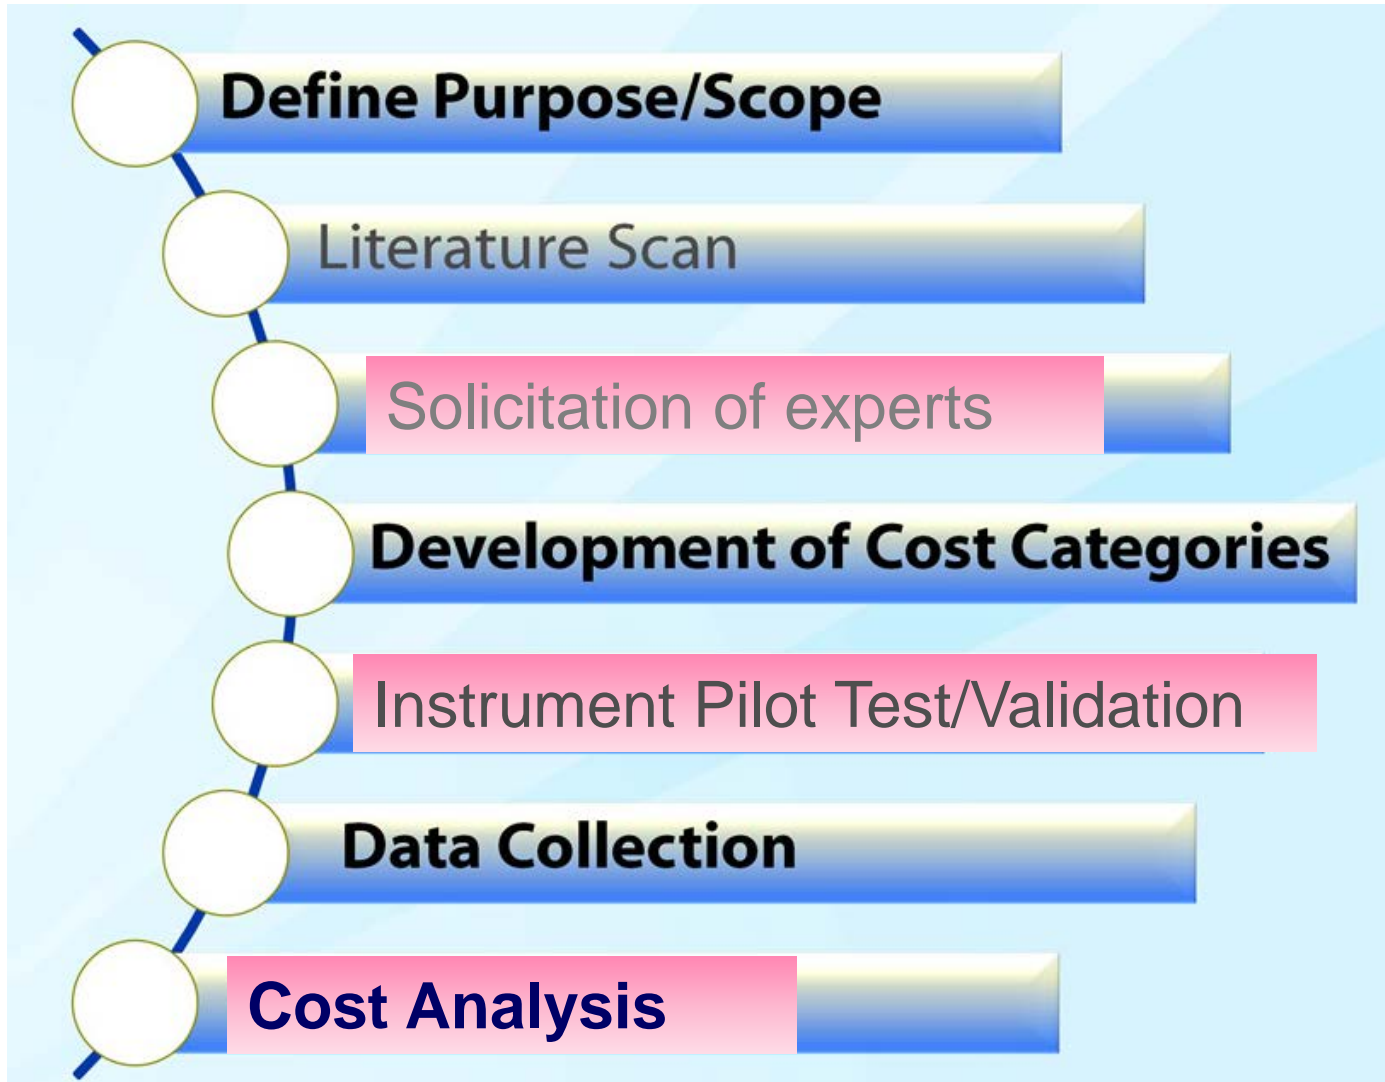 Define Purpose/Scope
Literature Scan
Solicitation of experts
Development of Cost Categories
Instrument Pilot Test/Validation
Data Collection
Cost Analysis